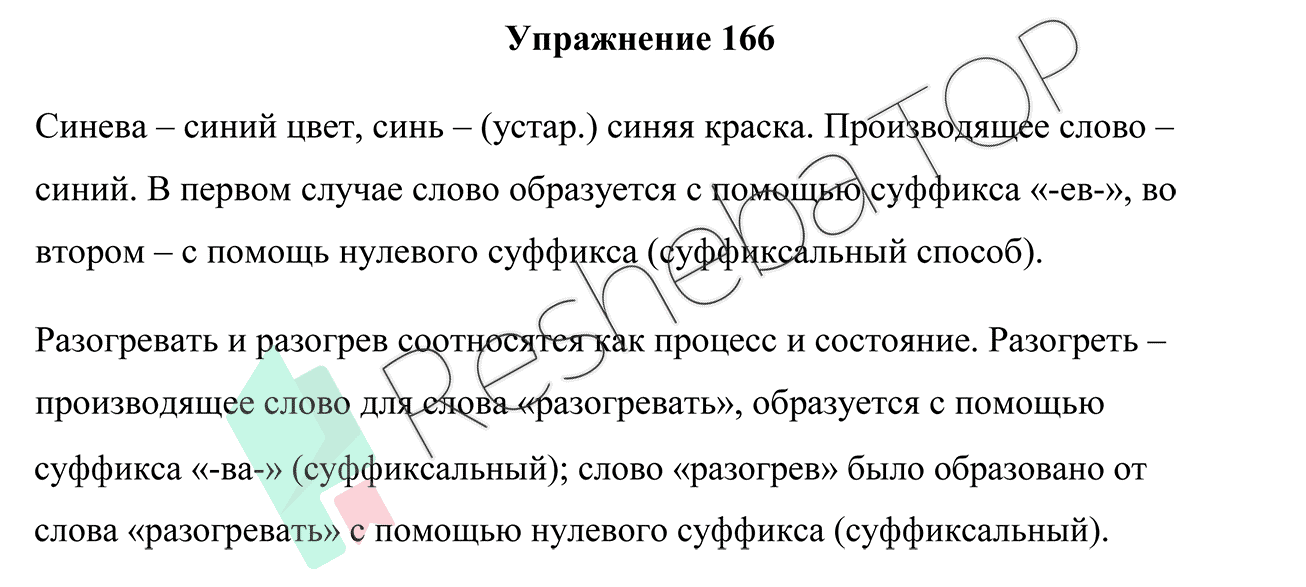 Упражнение 166
Синева – синий цвет, синь – (устар.) синяя краска. Производящее слово –
синий. В первом случае слово образуется с помощью суффикса «-ев-», во
втором – с помощь нулевого суффикса (суффиксальный способ).
Разогревать и разогрев соотносятся как процесс и состояние. Разогреть –
производящее слово для слова «разогревать», образуется с помощью
суффикса «-ва-» (суффиксальный); слово «разогрев» было образовано от
слова «разогревать» с помощью нулевого суффикса (суффиксальный).
Resheba TOP